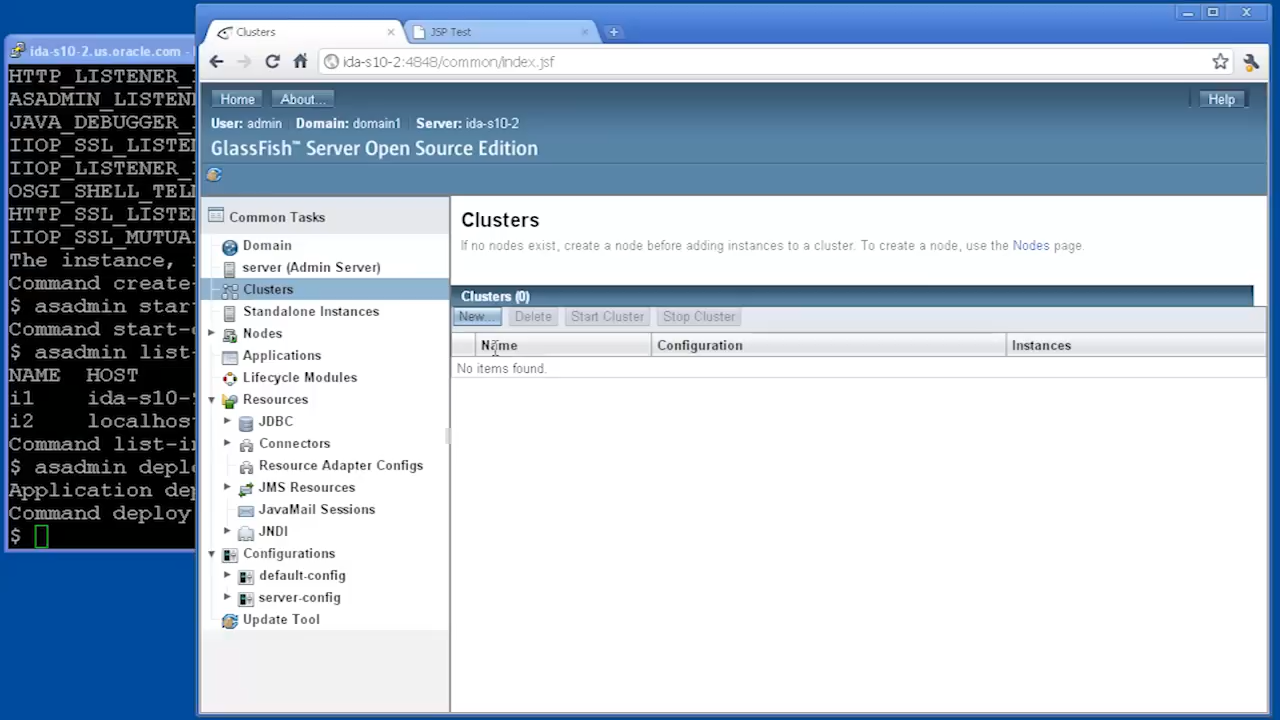 ida-s10-2.us.oracle.com -
HTTP_LISTENER_
ASADMIN_LISTEN
JAVA_DEBUGGER_
IIOP_SSL_LISTE
IIOP_LISTENER_
OSGI_SHELL_TEL
HTTP_SSL_LISTE
IIOP_SSL_MUTUA
The instance,
Command create-
$ asadmin star
Command start-
$ asadmin list-
NAME HOST
i1 ida-s10-
i2 localhos
Command list-i
$ asadmin depl
Application de
Command deploy
$
Clusters
JSP Test
ida-s10-2:4848/common/index.jsf
Home About... Help
User: admin Domain: domain1 Server: ida-s10-2
GlassFish™ Server Open Source Edition
Common Tasks
Domain
server (Admin Server)
Clusters
Standalone Instances
Nodes
Applications
Lifecycle Modules
Resources
JDBC
Connectors
Resource Adapter Configs
JMS Resources
JavaMail Sessions
JNDI
Configurations
default-config
server-config
Update Tool
Clusters
If no nodes exist, create a node before adding instances to a cluster. To create a node, use the Nodes page.
Clusters (0)
New... Delete Start Cluster Stop Cluster
Name Configuration Instances
No items found.